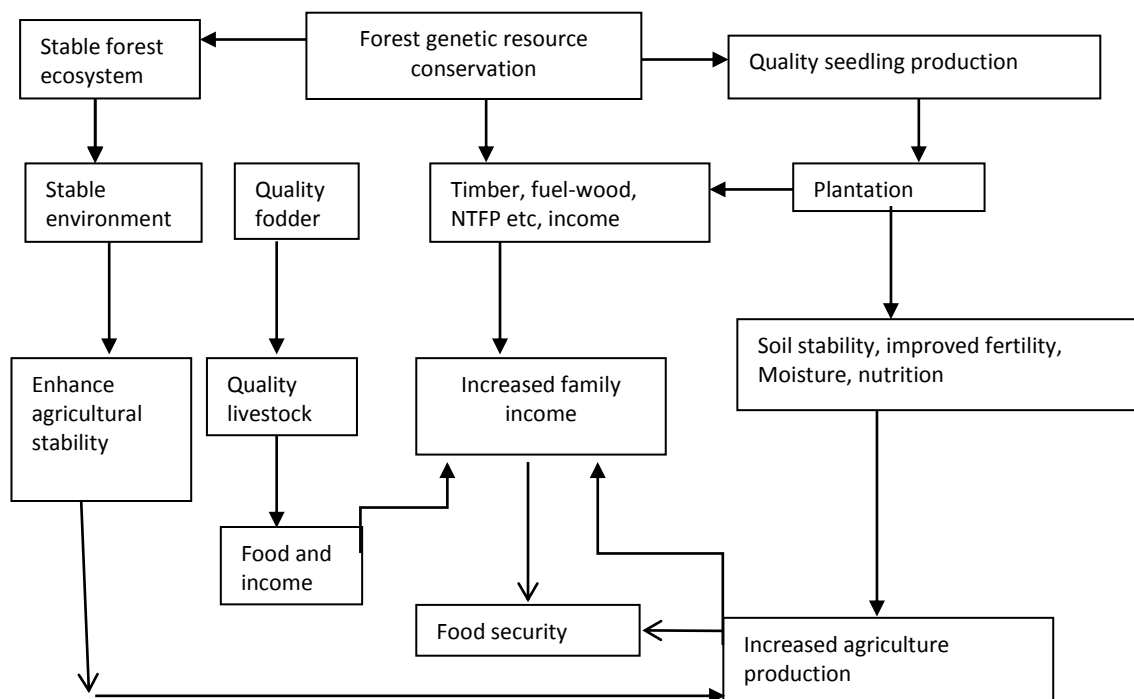 Stable forest
ecosystem
Forest genetic resource
conservation
Quality seedling production
Stable
environment
Quality
fodder
Timber, fuel-wood,
NTFP etc, income
Plantation
Soil stability, improved fertility,
Moisture, nutrition
Enhance
agricultural
stability
Quality
livestock
Increased family
income
Food and
income
Food security
Increased agriculture
production